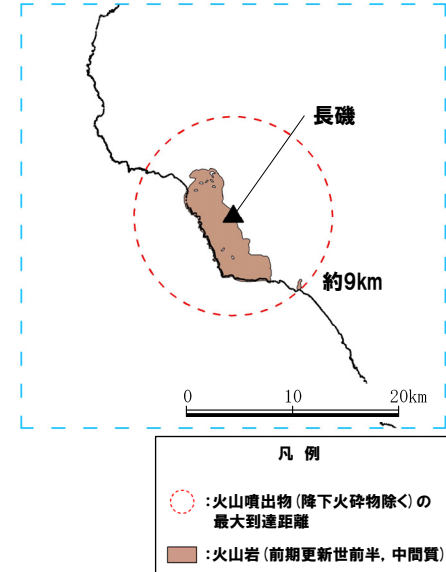 長磯
約9km
0 10 20km
凡 例
:火山噴出物(降下火砕物除く)の
最大到達距離
:火山岩(前期更新世前半, 中間質)